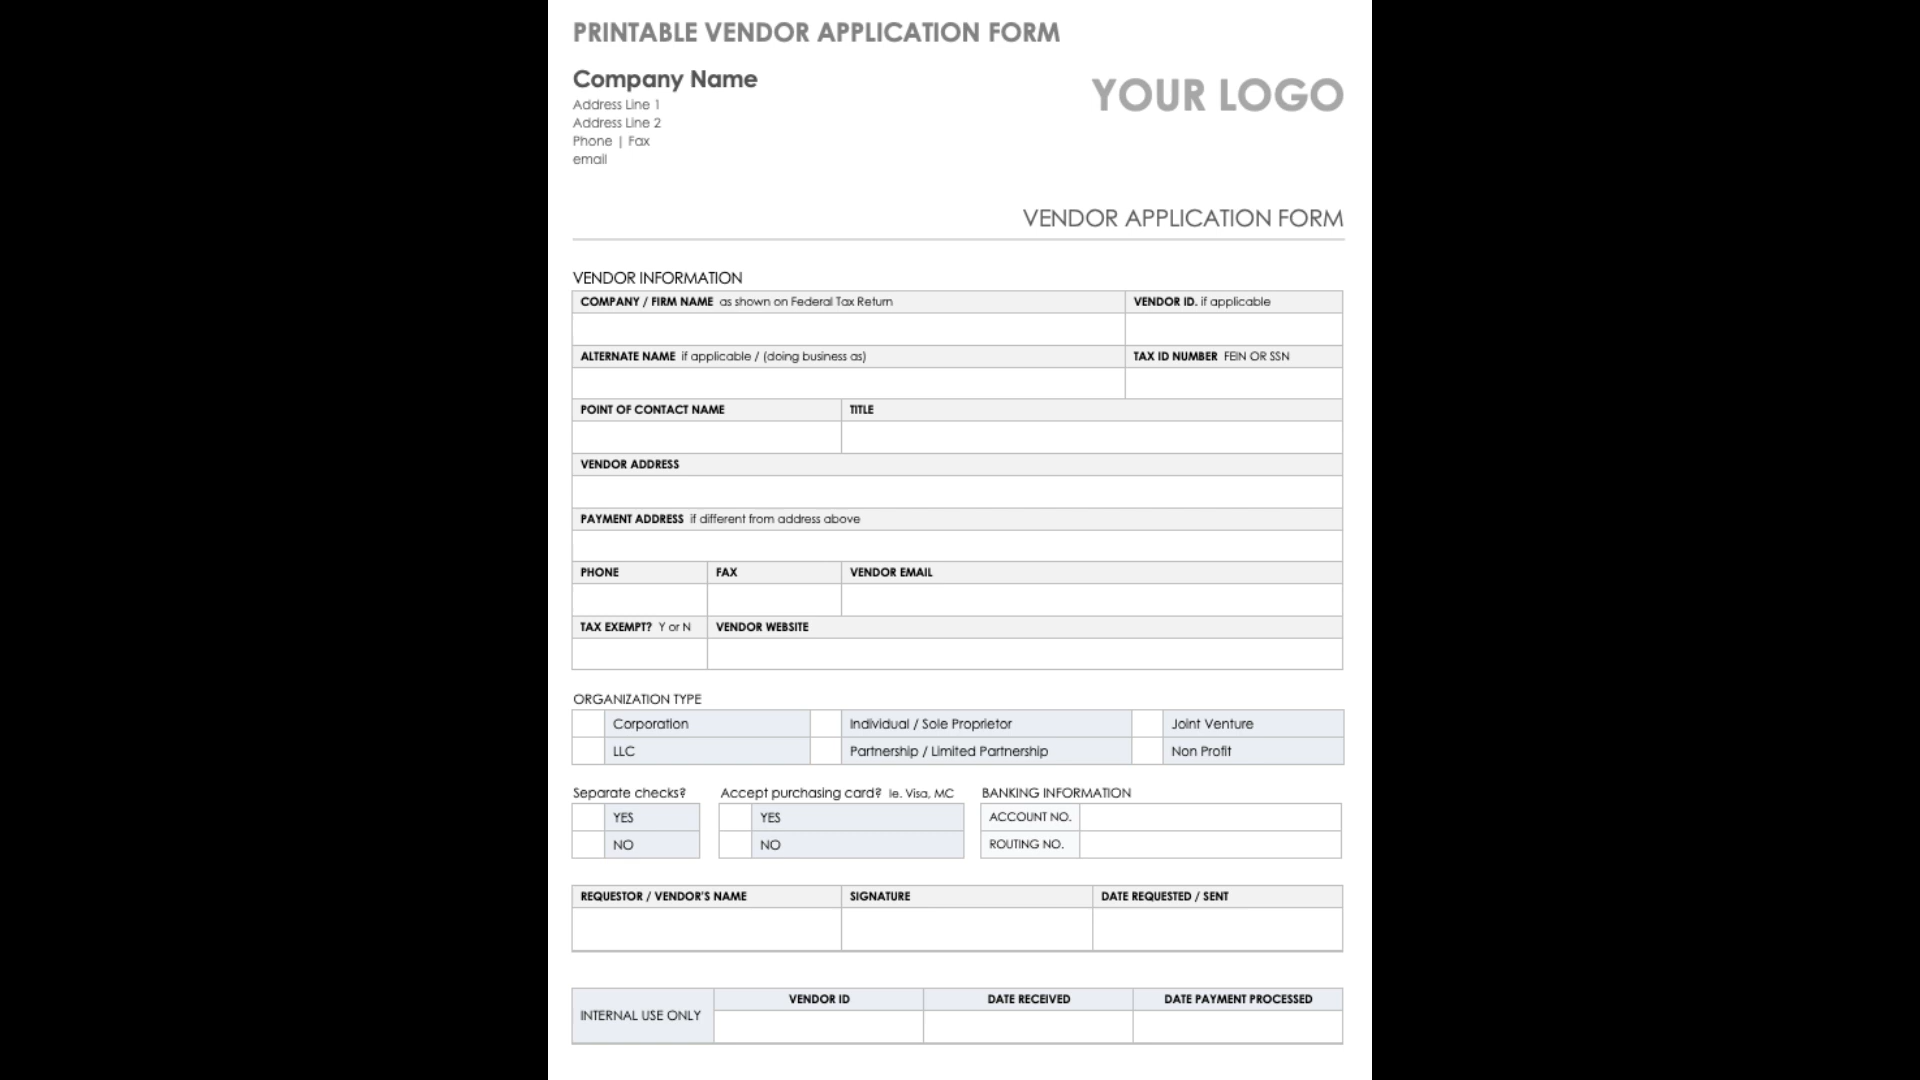 PRINTABLE VENDOR APPLICATION FORM
Company Name
YOUR LOGO
Address Line 1
Address Line 2
Phone | Fax
email
VENDOR APPLICATION FORM
VENDOR INFORMATION
COMPANY / FIRM NAME as shown on Federal Tax Return
VENDOR ID. if applicable
ALTERNATE NAME if applicable / (doing business as)
TAX ID NUMBER FEIN OR SSN
POINT OF CONTACT NAME
TITLE
VENDOR ADDRESS
PAYMENT ADDRESS if different from address above
PHONE
FAX
VENDOR EMAIL
TAX EXEMPT? Y or N
VENDOR WEBSITE
ORGANIZATION TYPE
Corporation
Individual / Sole Proprietor
Joint Venture
LLC
Partnership / Limited Partnership
Non Profit
Separate checks?
YES
NO
Accept purchasing card? Ie. Visa, MC
YES
NO
BANKING INFORMATION
ACCOUNT NO.
ROUTING NO.
REQUESTOR / VENDOR'S NAME
SIGNATURE
DATE REQUESTED / SENT
INTERNAL USE ONLY
VENDOR ID
DATE RECEIVED
DATE PAYMENT PROCESSED